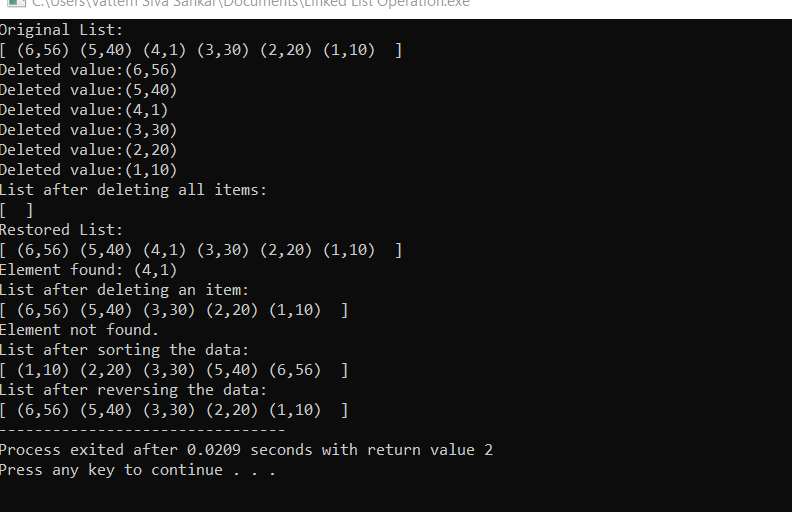 C:\Users\Vattem Siva Sankar\Documents\Linked List Operation.exe
Original List:
[ (6,56) (5,40) (4,1) (3,30) (2,20) (1,10)  ]
Deleted value:(6,56)
Deleted value:(5,40)
Deleted value:(4,1)
Deleted value:(3,30)
Deleted value:(2,20)
Deleted value:(1,10)
List after deleting all items:
[  ]
Restored List:
[ (6,56) (5,40) (4,1) (3,30) (2,20) (1,10)  ]
Element found: (4,1)
List after deleting an item:
[ (6,56) (5,40) (3,30) (2,20) (1,10)  ]
Element not found.
List after sorting the data:
[ (1,10) (2,20) (3,30) (5,40) (6,56)  ]
List after reversing the data:
[ (6,56) (5,40) (3,30) (2,20) (1,10)  ]
--------------------------------
Process exited after 0.0209 seconds with return value 2
Press any key to continue . . .